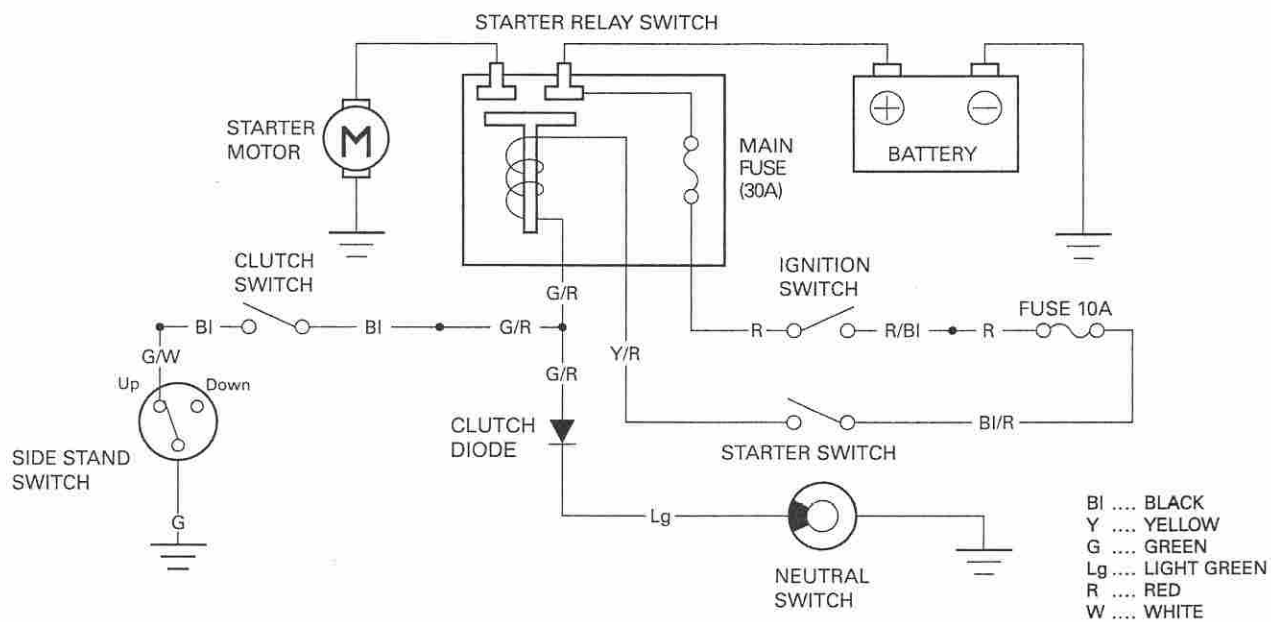 STARTER RELAY SWITCH
STARTER
MOTOR
M
MAIN
FUSE
(30A)
+
−
BATTERY
CLUTCH
SWITCH
IGNITION
SWITCH
FUSE 10A
G/R
Bl
Bl
G/R
R
R/Bl
R
G/W
Y/R
G/R
Up
Down
CLUTCH
DIODE
Bl/R
STARTER SWITCH
SIDE STAND
SWITCH
G
Lg
NEUTRAL
SWITCH
Bl .... BLACK
Y .... YELLOW
G .... GREEN
Lg .... LIGHT GREEN
R .... RED
W .... WHITE